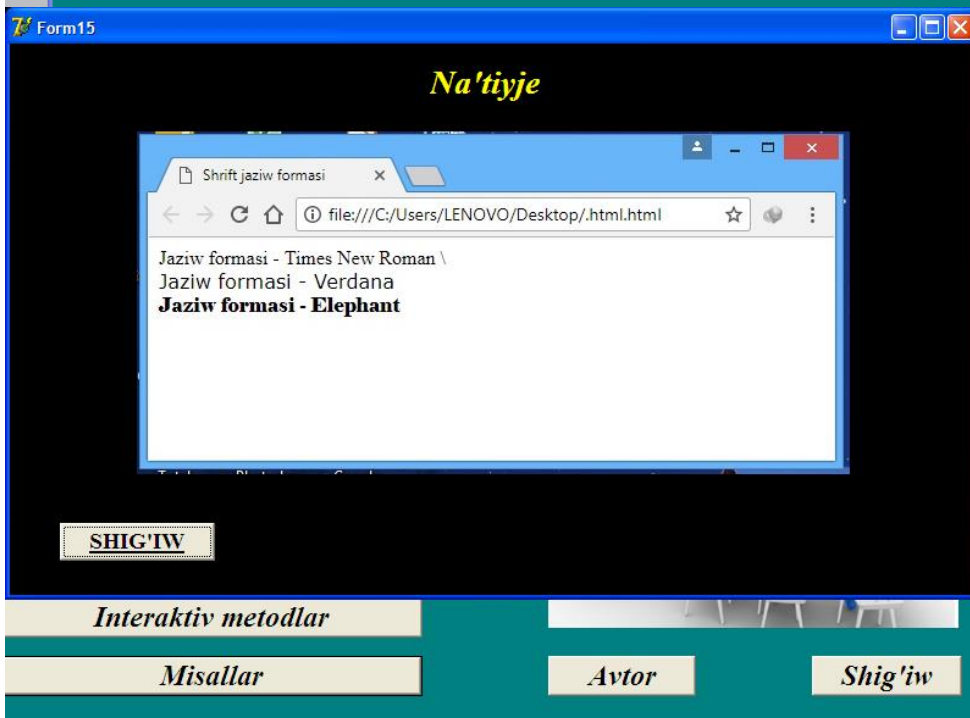 Form15
Na'tiyje
Shrift jaziw formasi
file:///C:/Users/LENOVO/Desktop/.html.html
Jaziw formasi - Times New Roman \
Jaziw formasi - Verdana
Jaziw formasi - Elephant
SHIG'IW
Interaktiv metodlar
Misallar
Avtor
Shig'iw